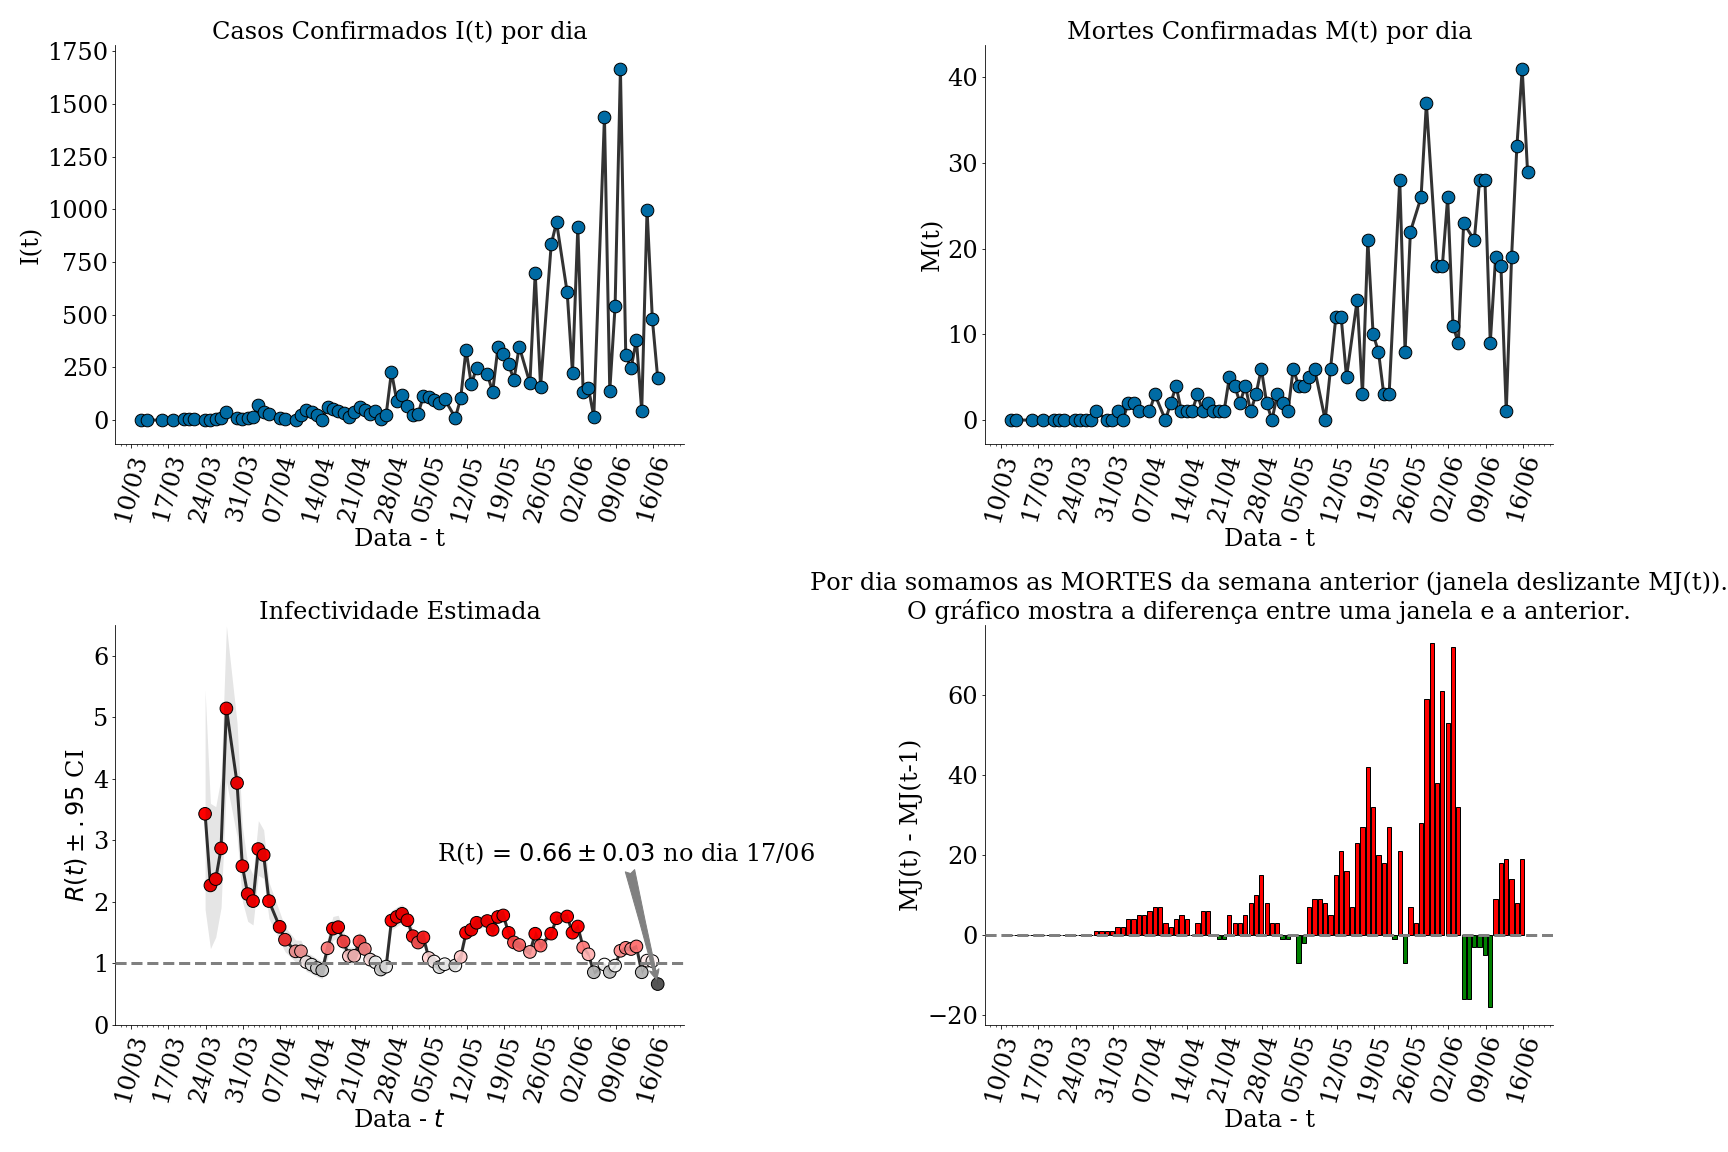 Casos Confirmados I(t) por dia
I(t)
1750
1500
1250
1000
750
500
250
0
10/03 17/03 24/03 31/03 07/04 14/04 21/04 28/04 05/05 12/05 19/05 26/05 02/06 09/06 16/06
Data - t
Mortes Confirmadas M(t) por dia
M(t)
40
30
20
10
0
10/03 17/03 24/03 31/03 07/04 14/04 21/04 28/04 05/05 12/05 19/05 26/05 02/06 09/06 16/06
Data - t
Infectividade Estimada
R(t) ± .95 CI
6
5
4
3
2
1
0
R(t) = 0.66 ± 0.03 no dia 17/06
10/03 17/03 24/03 31/03 07/04 14/04 21/04 28/04 05/05 12/05 19/05 26/05 02/06 09/06 16/06
Data - t
Por dia somamos as MORTES da semana anterior (janela deslizante MJ(t)).
O gráfico mostra a diferença entre uma janela e a anterior.
MJ(t) - MJ(t-1)
60
40
20
0
−20
10/03 17/03 24/03 31/03 07/04 14/04 21/04 28/04 05/05 12/05 19/05 26/05 02/06 09/06 16/06
Data - t